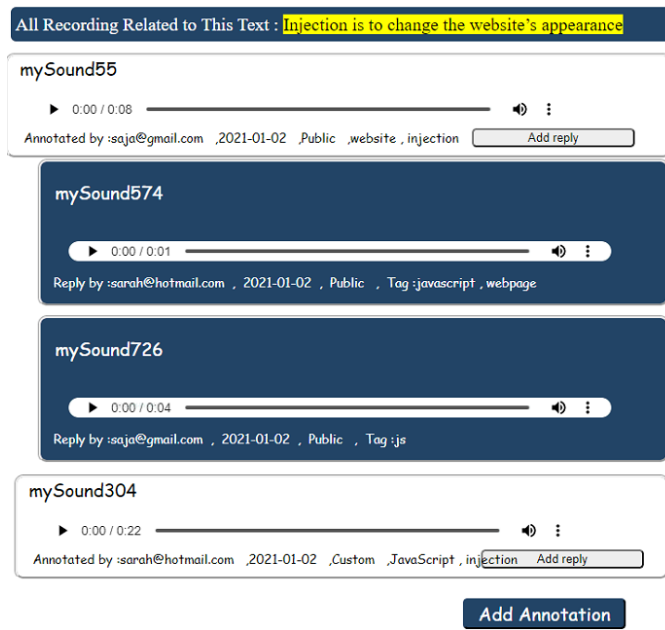 All Recording Related to This Text : Injection is to change the website’s appearance
mySound55
0:00 / 0:08
Annotated by :saja@gmail.com ,2021-01-02 ,Public ,website , injection Add reply
mySound574
0:00 / 0:01
Reply by :sarah@hotmail.com , 2021-01-02 , Public , Tag :javascript , webpage
mySound726
0:00 / 0:04
Reply by :saja@gmail.com , 2021-01-02 , Public , Tag :js
mySound304
0:00 / 0:22
Annotated by :sarah@hotmail.com ,2021-01-02 ,Custom ,JavaScript , injection Add reply
Add Annotation